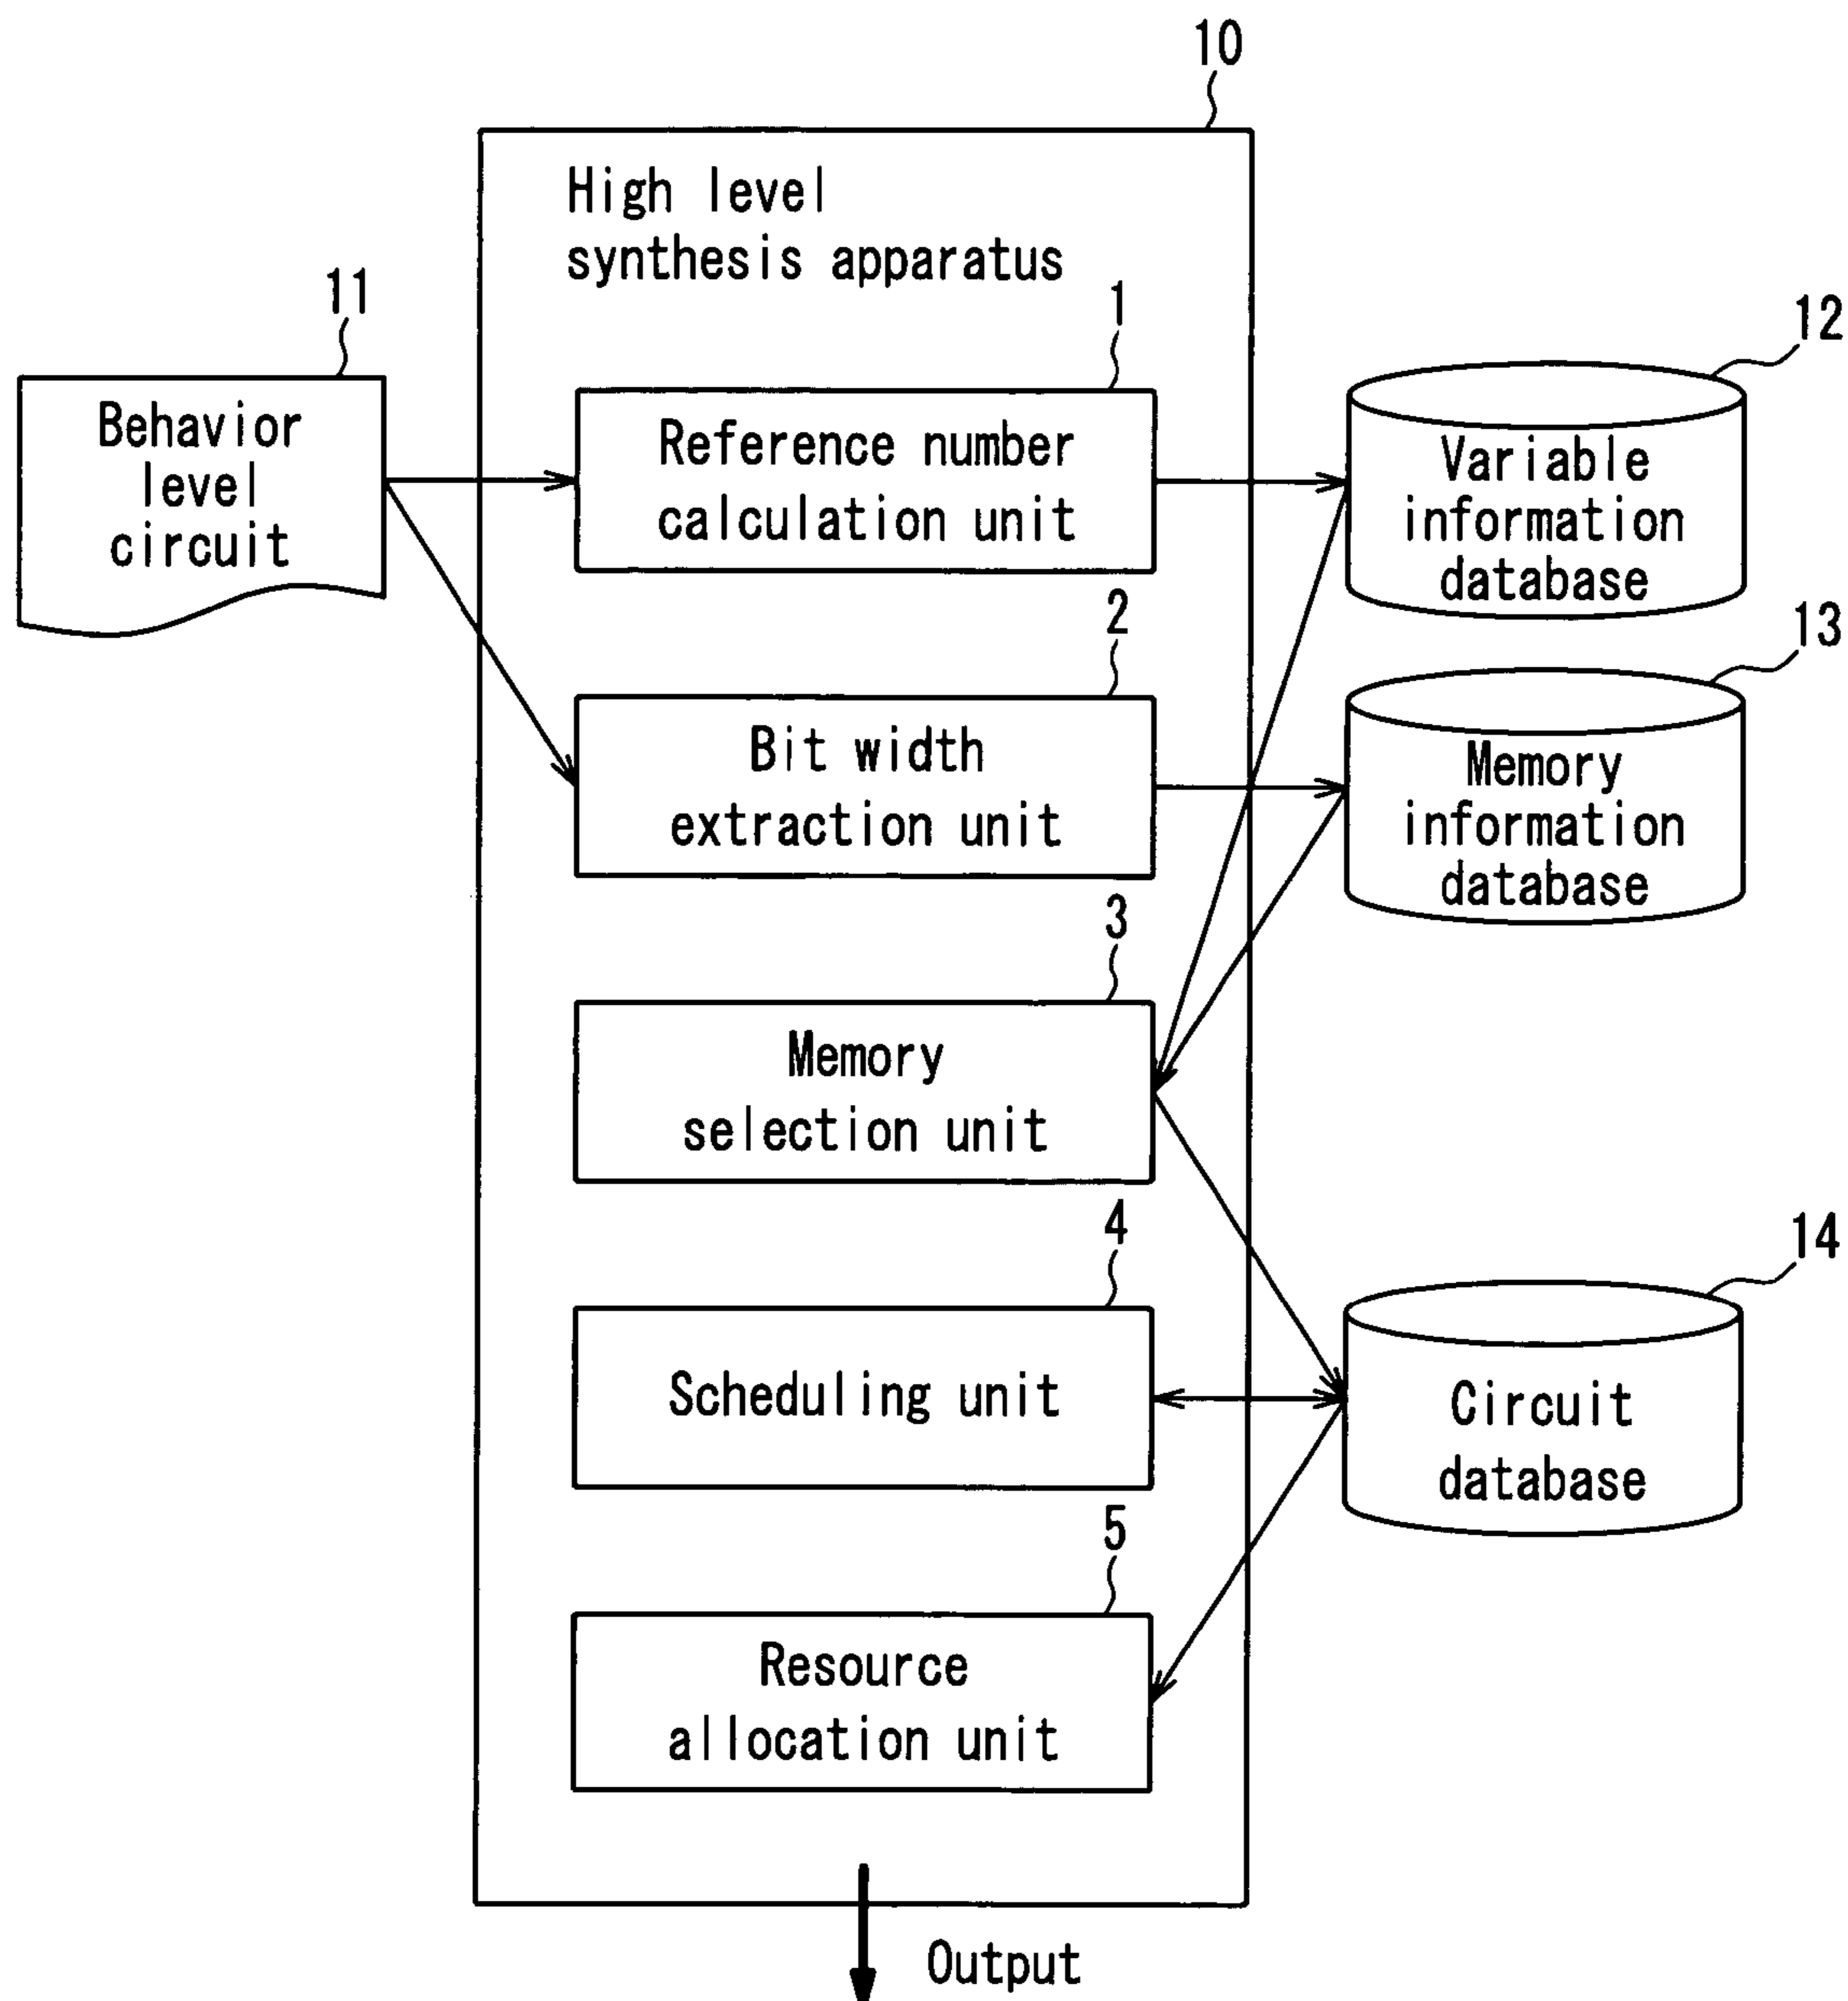 10
High level
synthesis apparatus
11
Behavior
level
circuit
1
Reference number
calculation unit
12
Variable
information
database
2
Bit width
extraction unit
13
Memory
information
database
3
Memory
selection unit
4
Scheduling unit
14
Circuit
database
5
Resource
allocation unit
Output